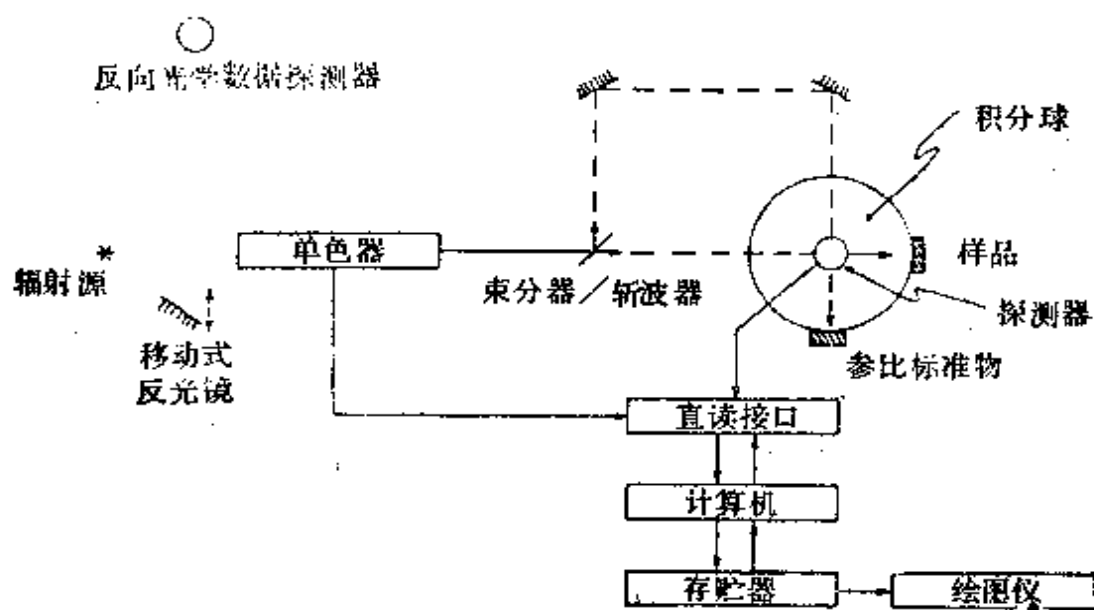 反向光学数据探测器
积分球
单色器
样品
辐射源
束分器／斩波器
探测器
移动式
反光镜
参比标准物
直读接口
计算机
存贮器
绘图仪